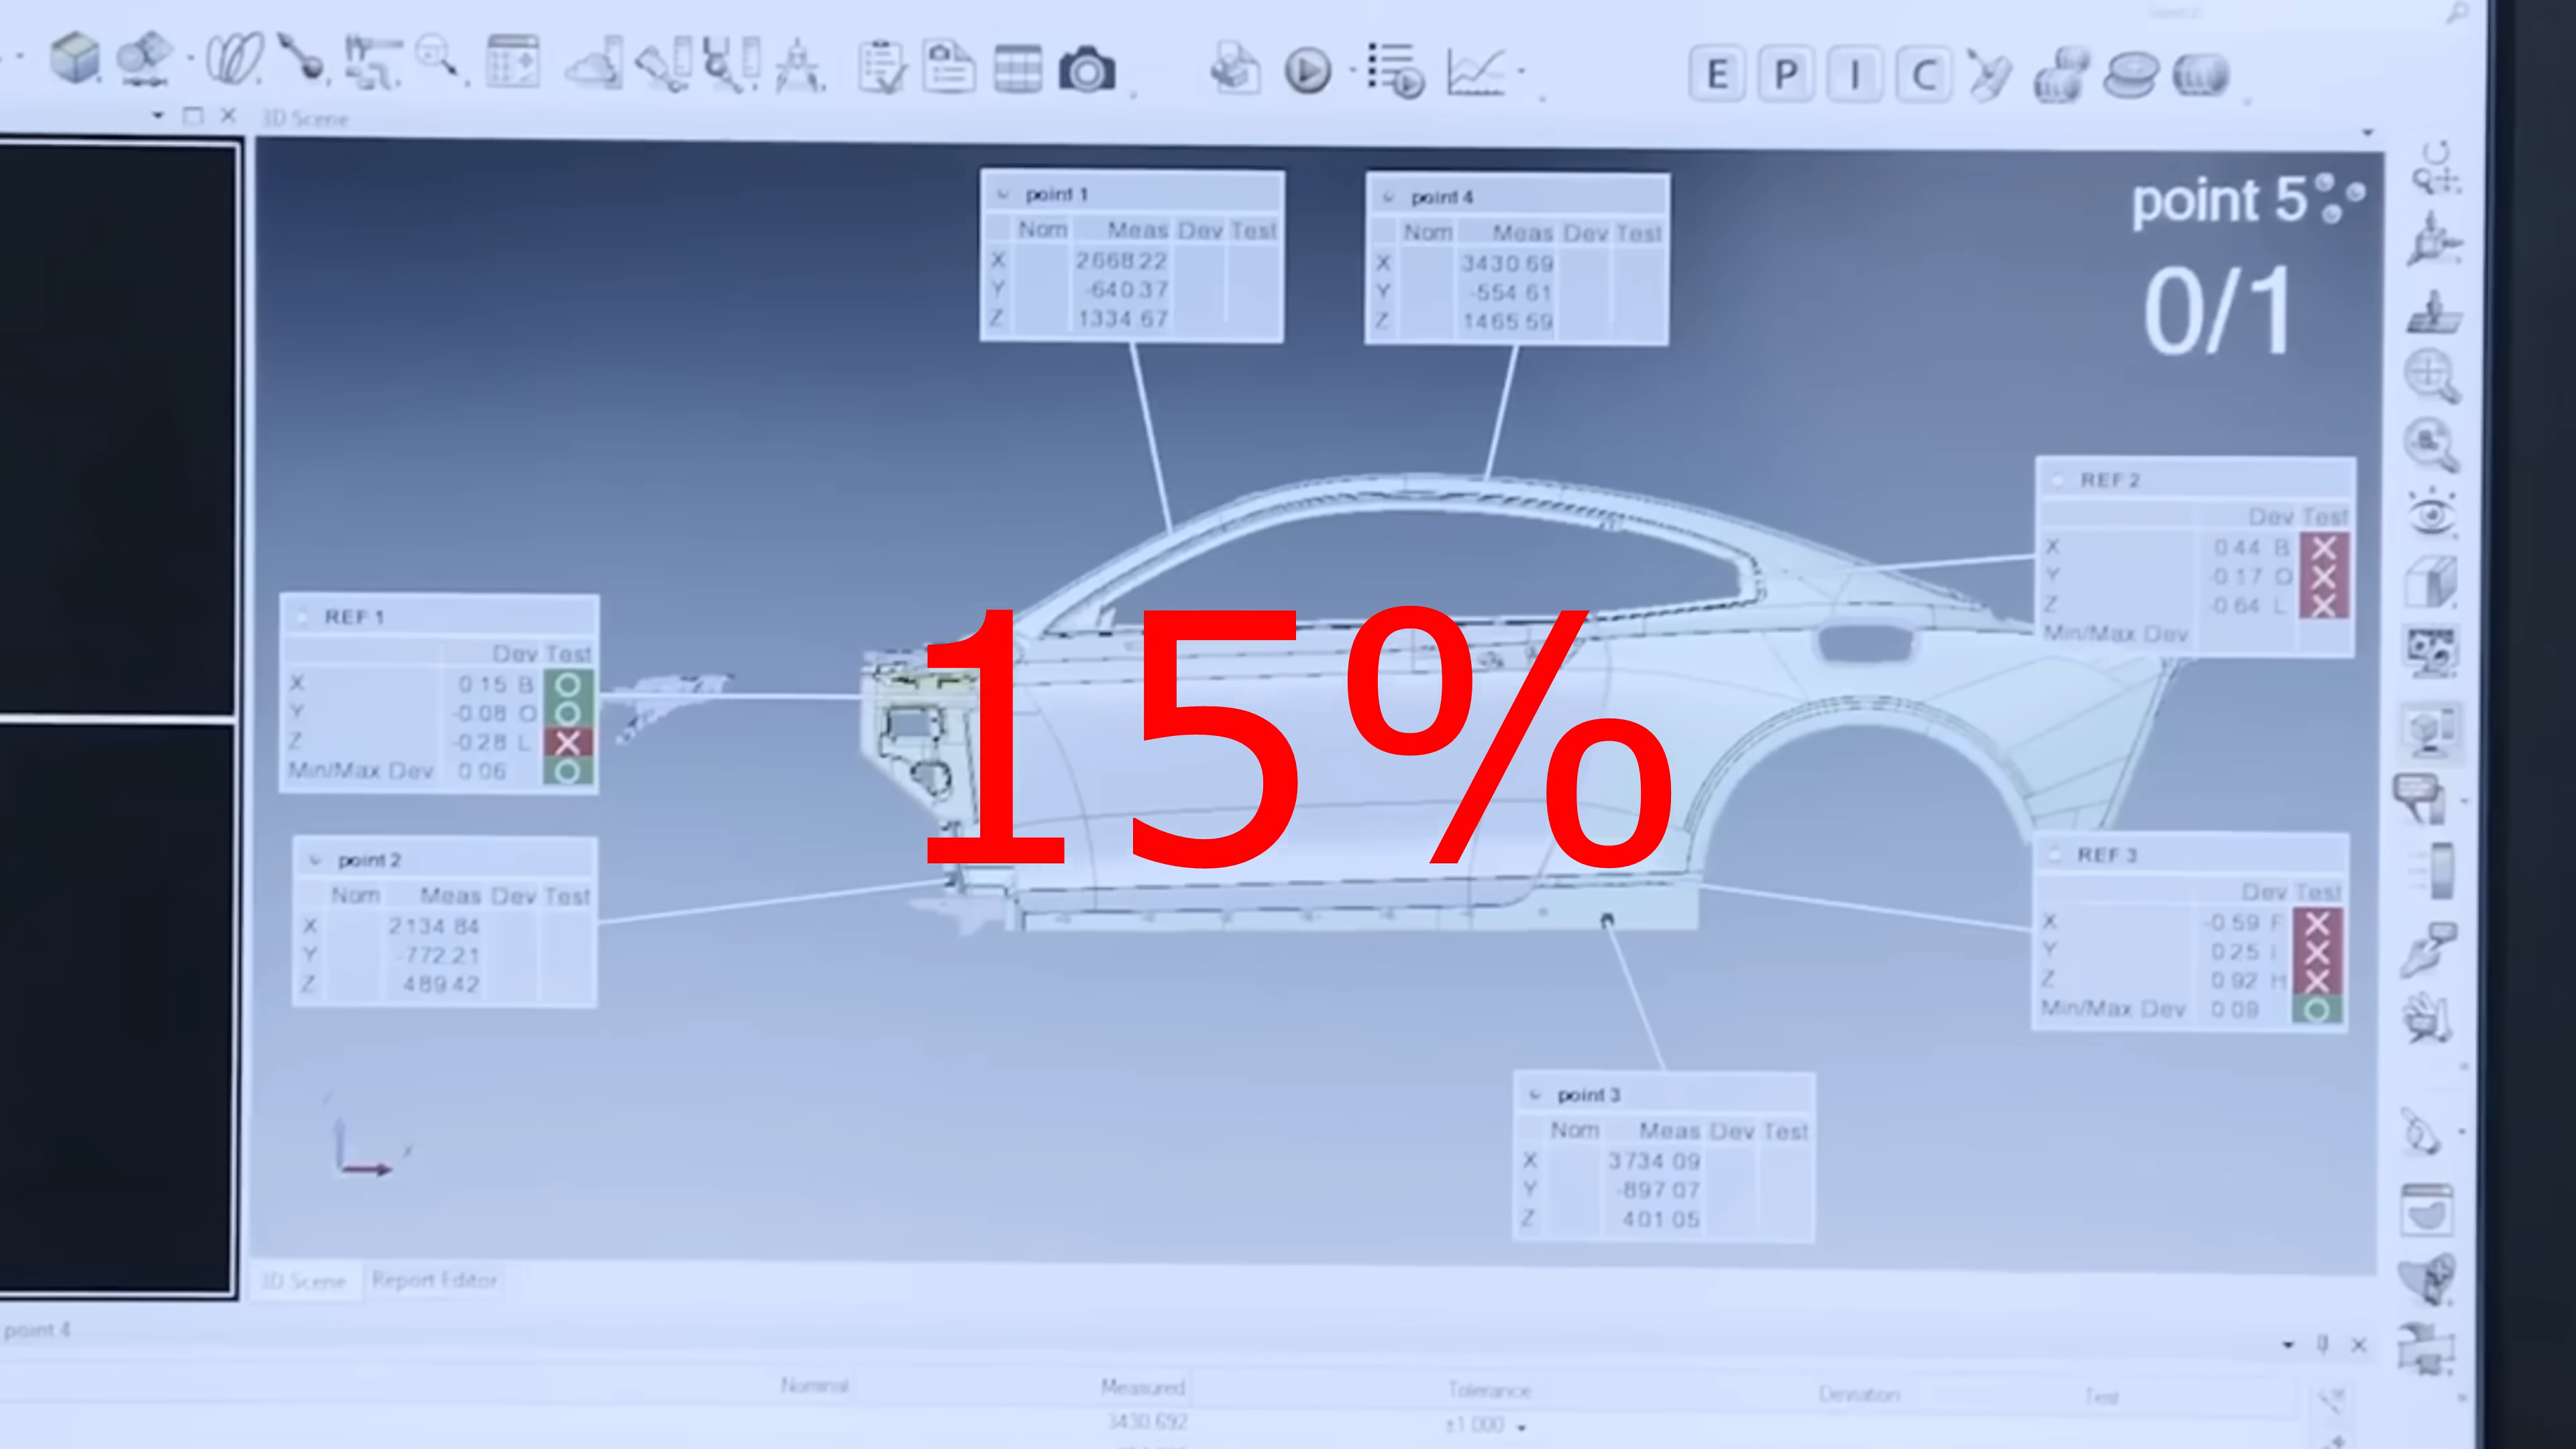 E P I C
3D Scene
point 5
0/1
point 1
Nom Meas Dev Test
X 2668.22
Y -640.37
Z 1334.67
point 4
Nom Meas Dev Test
X 3430.69
Y -554.61
Z 1465.59
REF 2
Dev Test
X 0.44 B
Y -0.17 O
Z -0.64 L
Min/Max Dev
REF 1
Dev Test
X 0.15 B
Y -0.08 O
Z -0.28 L
Min/Max Dev 0.06
15%
point 2
Nom Meas Dev Test
X 2134.84
Y -772.21
Z 489.42
REF 3
Dev Test
X -0.59 F
Y 0.25 I
Z 0.92 H
Min/Max Dev 0.09
point 3
Nom Meas Dev Test
X 3734.09
Y -897.07
Z 401.05
X
3D Scene Report Editor
point 4
Nominal Measured Tolerance Deviation Test
3430.692 ±1.000